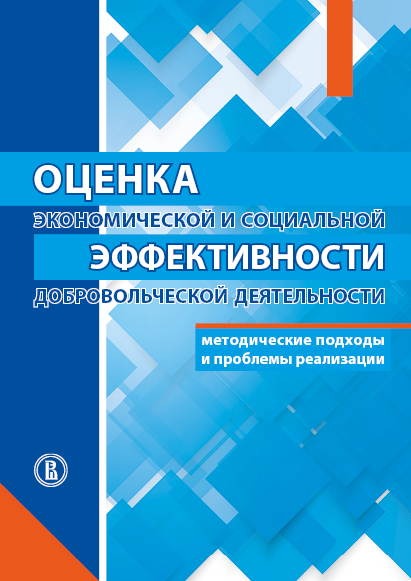 ОЦЕНКА
ЭКОНОМИЧЕСКОЙ И СОЦИАЛЬНОЙ
ЭФФЕКТИВНОСТИ
ДОБРОВОЛЬЧЕСКОЙ ДЕЯТЕЛЬНОСТИ
методические подходы
и проблемы реализации